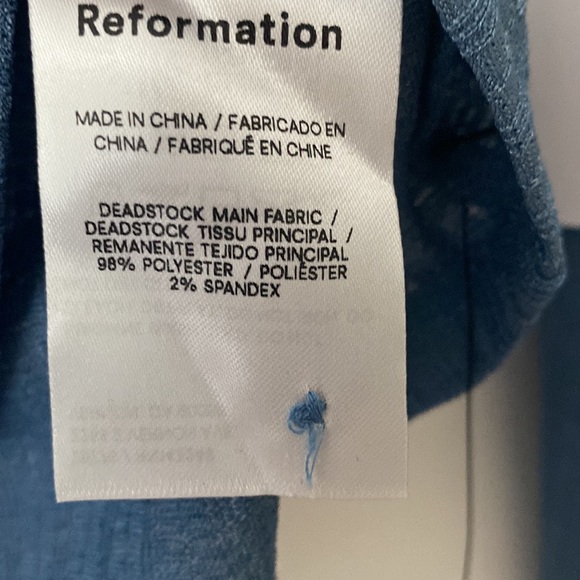 Reformation
MADE IN CHINA / FABRICADO EN
CHINA / FABRIQUÊ EN CHINE
DEADSTOCK MAIN FABRIC /
DEADSTOCK TISSU PRINCIPAL /
REMANENTE TEJIDO PRINCIPAL
98% POLYESTER / POLIÉSTER
2% SPANDEX